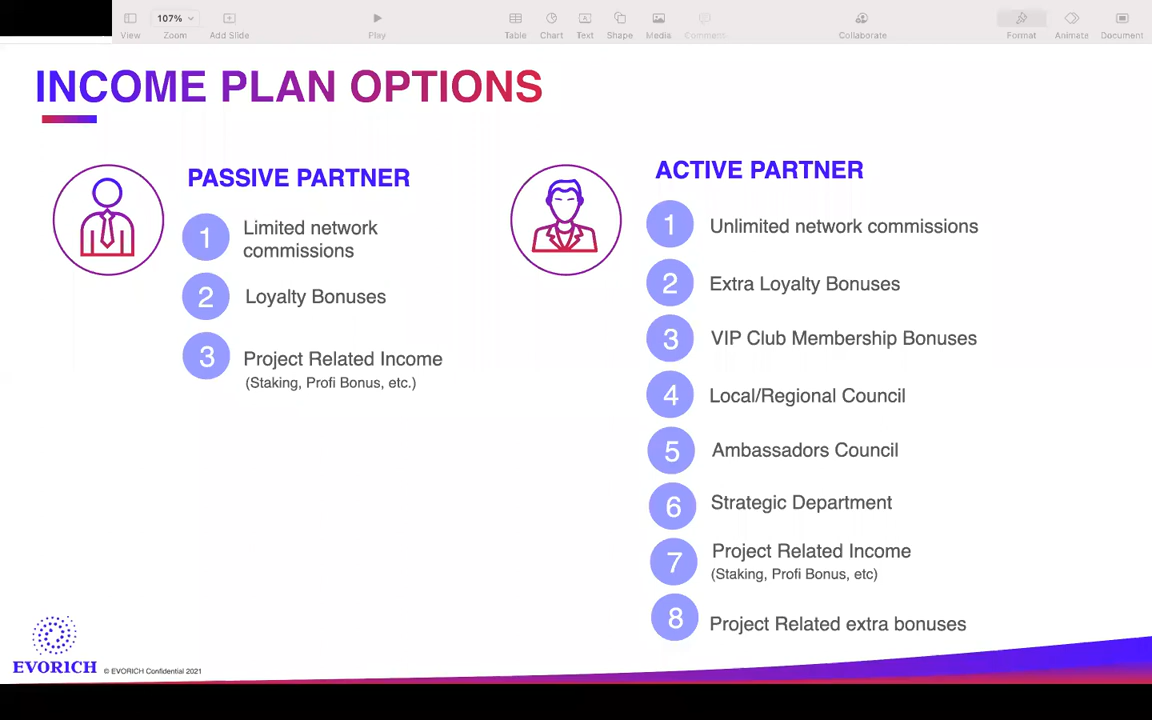 107%
View
Zoom
Add Slide
Play
Table
Chart
Text
Shape
Media
Comment
Collaborate
Format
Animate
Document
INCOME PLAN OPTIONS
PASSIVE PARTNER
1 Limited network
commissions
2 Loyalty Bonuses
3 Project Related Income
(Staking, Profi Bonus, etc.)
ACTIVE PARTNER
1 Unlimited network commissions
2 Extra Loyalty Bonuses
3 VIP Club Membership Bonuses
4 Local/Regional Council
5 Ambassadors Council
6 Strategic Department
7 Project Related Income
(Staking, Profi Bonus, etc)
8 Project Related extra bonuses
EVORICH
© EVORICH Confidential 2021